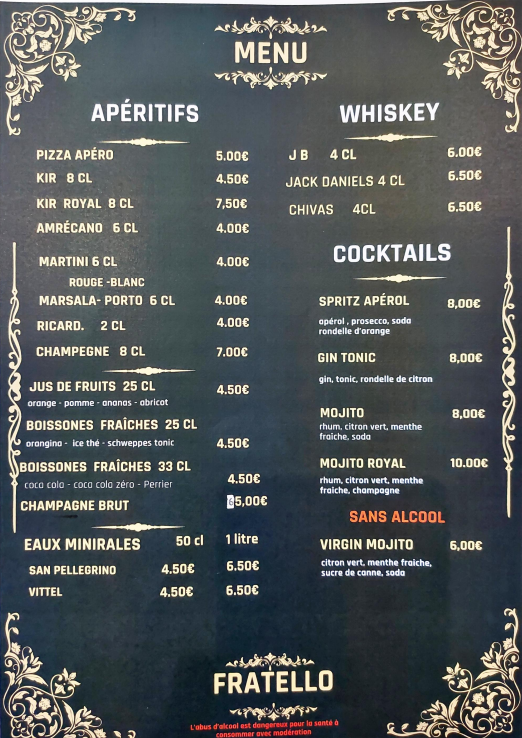 MENU
APÉRITIFS
PIZZA APÉRO 5.00€
KIR 8 CL 4.50€
KIR ROYAL 8 CL 7,50€
AMRÉCANO 6 CL 4.00€
MARTINI 6 CL 4.00€
ROUGE -BLANC
MARSALA- PORTO 6 CL 4.00€
RICARD. 2 CL 4.00€
CHAMPEGNE 8 CL 7.00€
JUS DE FRUITS 25 CL 4.50€
orange - pomme - ananas - abricot
BOISSONES FRAÎCHES 25 CL
orangina - ice thé - schweppes tonic 4.50€
BOISSONES FRAÎCHES 33 CL
coca cola - coca cola zéro - Perrier 4.50€
CHAMPAGNE BRUT 65,00€
EAUX MINIRALES 50 cl 1 litre
SAN PELLEGRINO 4.50€ 6.50€
VITTEL 4.50€ 6.50€
WHISKEY
J B 4 CL 6.00€
JACK DANIELS 4 CL 6.50€
CHIVAS 4CL 6.50€
COCKTAILS
SPRITZ APÉROL 8,00€
apérol , prosecco, soda
rondelle d'orange
GIN TONIC 8,00€
gin, tonic, rondelle de citron
MOJITO 8,00€
rhum, citron vert, menthe
fraîche, soda
MOJITO ROYAL 10.00€
rhum, citron vert, menthe
fraiche, champagne
SANS ALCOOL
VIRGIN MOJITO 6,00€
citron vert, menthe fraiche,
sucre de canne, soda
FRATELLO
L'abus d'alcool est dangereux pour la santé à
consommer avec modération